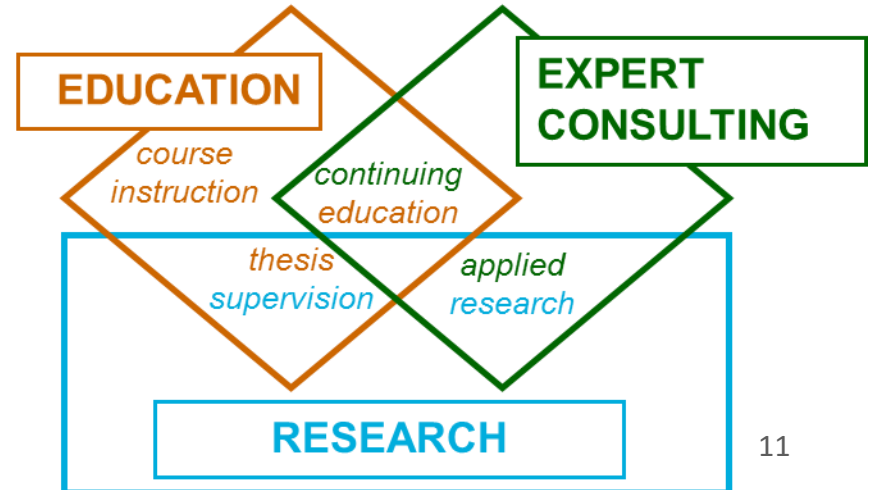 EDUCATION
EXPERT
CONSULTING
course
instruction
continuing
education
thesis
supervision
applied
research
RESEARCH
11